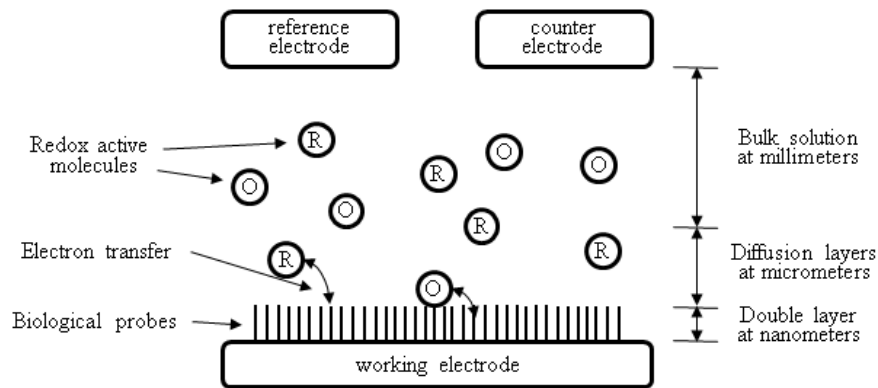 reference
electrode
counter
electrode
Redox active
molecules
R
O
O
R
O
O
R
Bulk solution
at millimeters
Electron transfer
R
R
O
Diffusion layers
at micrometers
Biological probes
Double layer
at nanometers
working electrode